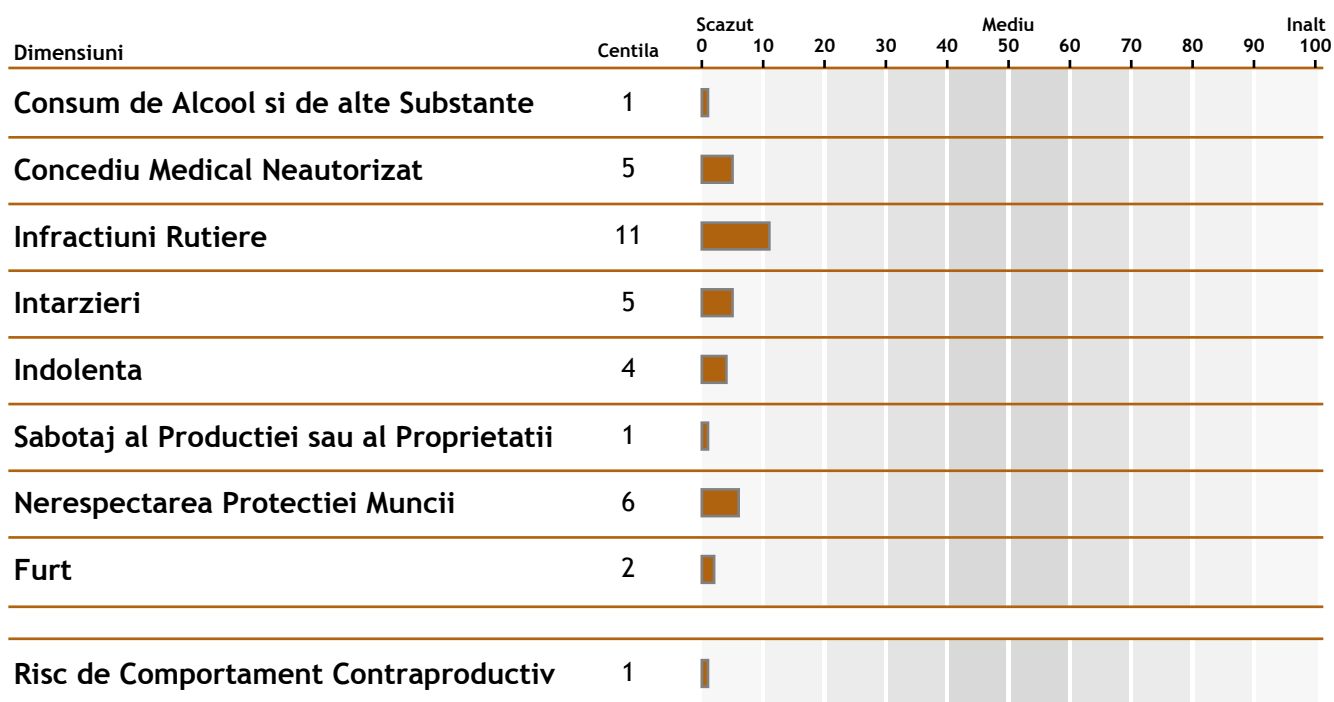 Scazut Mediu Inalt
Dimensiuni Centila 0 10 20 30 40 50 60 70 80 90 100
Consum de Alcool si de alte Substante 1
Concediu Medical Neautorizat 5
Infractiuni Rutiere 11
Intarzieri 5
Indolenta 4
Sabotaj al Productiei sau al Proprietatii 1
Nerespectarea Protectiei Muncii 6
Furt 2
Risc de Comportament Contraproductiv 1